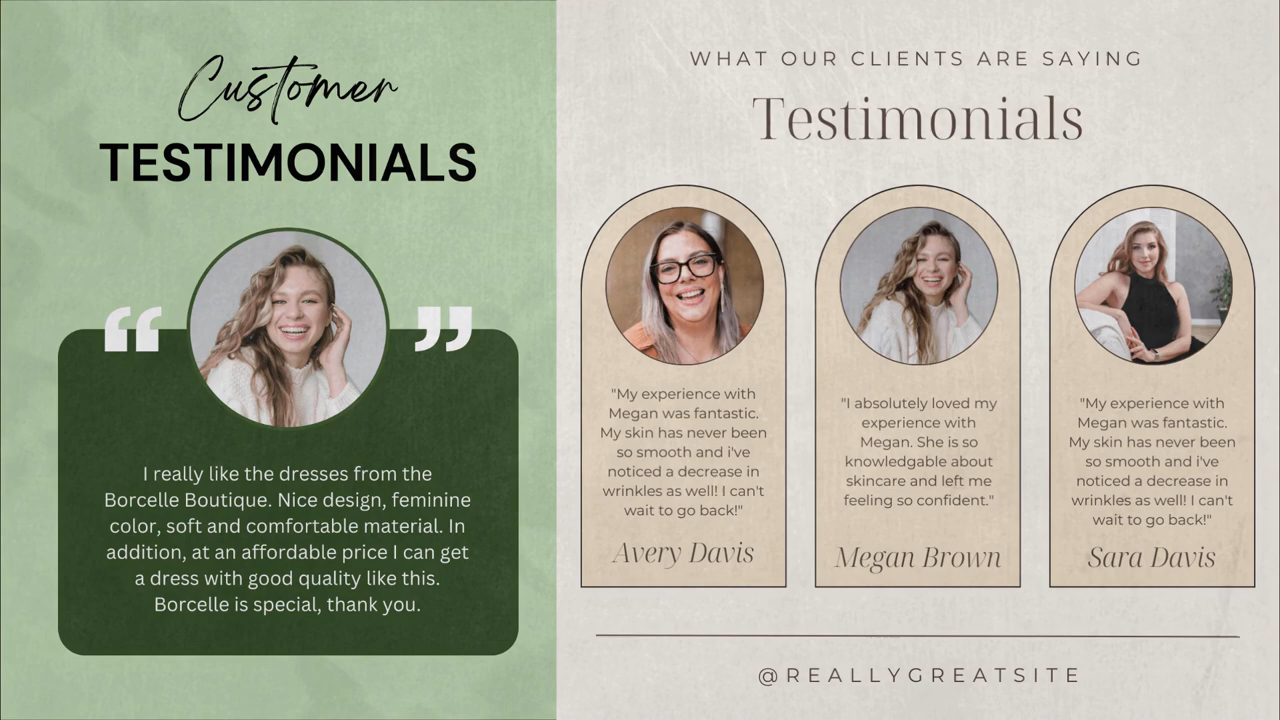 Customer
TESTIMONIALS
“ ”
I really like the dresses from the
Borcelle Boutique. Nice design, feminine
color, soft and comfortable material. In
addition, at an affordable price I can get
a dress with good quality like this.
Borcelle is special, thank you.
WHAT OUR CLIENTS ARE SAYING
Testimonials
"My experience with
Megan was fantastic.
My skin has never been
so smooth and i've
noticed a decrease in
wrinkles as well! I can't
wait to go back!"
Avery Davis
"I absolutely loved my
experience with
Megan. She is so
knowledgable about
skincare and left me
feeling so confident."
Megan Brown
"My experience with
Megan was fantastic.
My skin has never been
so smooth and i've
noticed a decrease in
wrinkles as well! I can't
wait to go back!"
Sara Davis
@REALLYGREATSITE